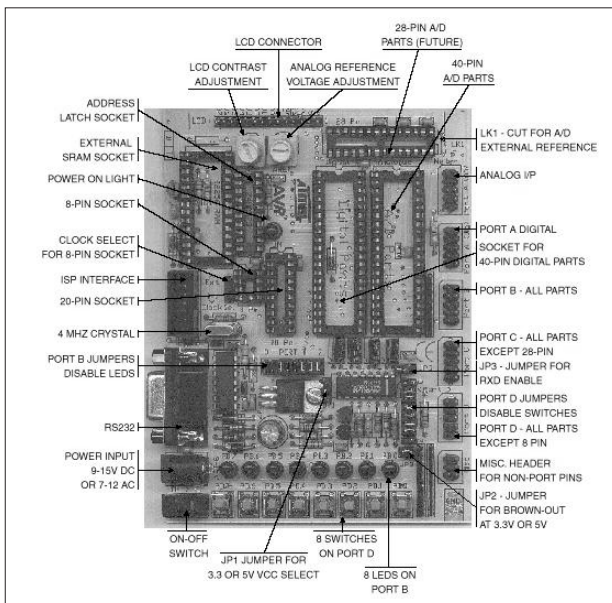 28-PIN A/D
PARTS (FUTURE)
LCD CONNECTOR
LCD CONTRAST
ADJUSTMENT
ANALOG REFERENCE
VOLTAGE ADJUSTMENT
40-PIN
A/D PARTS
ADDRESS
LATCH SOCKET
EXTERNAL
SRAM SOCKET
POWER ON LIGHT
8-PIN SOCKET
CLOCK SELECT
FOR 8-PIN SOCKET
ISP INTERFACE
20-PIN SOCKET
4 MHZ CRYSTAL
PORT B JUMPERS
DISABLE LEDS
RS232
POWER INPUT
9-15V DC
OR 7-12 AC
ON-OFF
SWITCH
JP1 JUMPER FOR
3.3 OR 5V VCC SELECT
8 SWITCHES
ON PORT D
8 LEDS ON
PORT B
LK1 - CUT FOR A/D
EXTERNAL REFERENCE
ANALOG I/P
PORT A DIGITAL
SOCKET FOR
40-PIN DIGITAL PARTS
PORT B - ALL PARTS
PORT C - ALL PARTS
EXCEPT 28-PIN
JP3 - JUMPER FOR
RXD ENABLE
PORT D JUMPERS
DISABLE SWITCHES
PORT D - ALL PARTS
EXCEPT 8 PIN
MISC. HEADER
FOR NON-PORT PINS
JP2 - JUMPER
FOR BROWN-OUT
AT 3.3V OR 5V
LK1
AVR